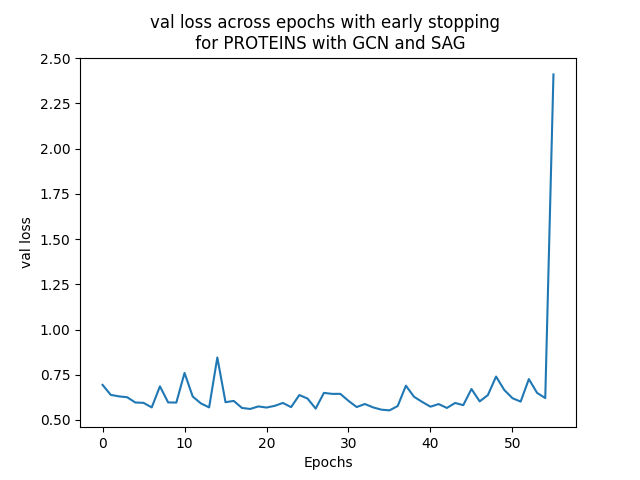 val loss across epochs with early stopping
for PROTEINS with GCN and SAG
2.50
2.25
2.00
1.75
1.50
1.25
1.00
0.75
0.50
val loss
0 10 20 30 40 50
Epochs